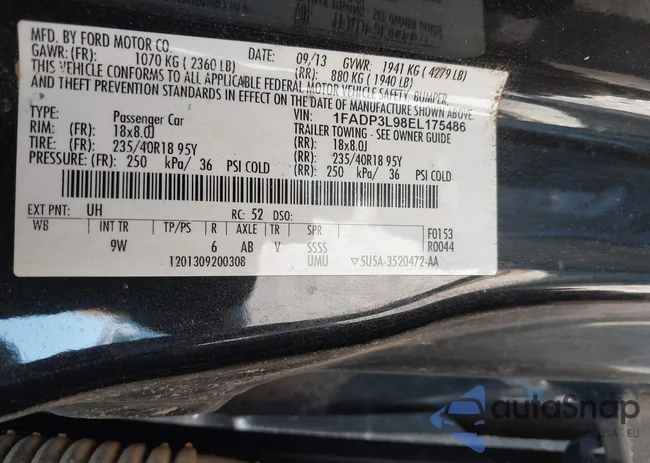 MFD. BY FORD MOTOR CO.
DATE: 09/13 GVWR: 1941 KG ( 4279 LB)
GAWR: (FR): 1070 KG ( 2360 LB) (RR): 880 KG ( 1940 LB)
THIS VEHICLE CONFORMS TO ALL APPLICABLE FEDERAL MOTOR VEHICLE SAFETY, BUMPER,
AND THEFT PREVENTION STANDARDS IN EFFECT ON THE DATE OF MANUFACTURE SHOWN ABOVE.
VIN: 1FADP3L98EL175486
TYPE: Passenger Car TRAILER TOWING - SEE OWNER GUIDE
RIM: (FR): 18x8.0J (RR): 18x8.0J
TIRE: (FR): 235/40R18 95Y (RR): 235/40R18 95Y
PRESSURE: (FR): 250 kPa/ 36 PSI COLD (RR): 250 kPa/ 36 PSI COLD
EXT PNT: UH RC: 52 DSO:
WB INT TR TP/PS R AXLE TR SPR F0153
9W 6 AB V SSSS R0044
1201309200308 UMU 5U5A-3520472-AA
autoSnap
USA EU